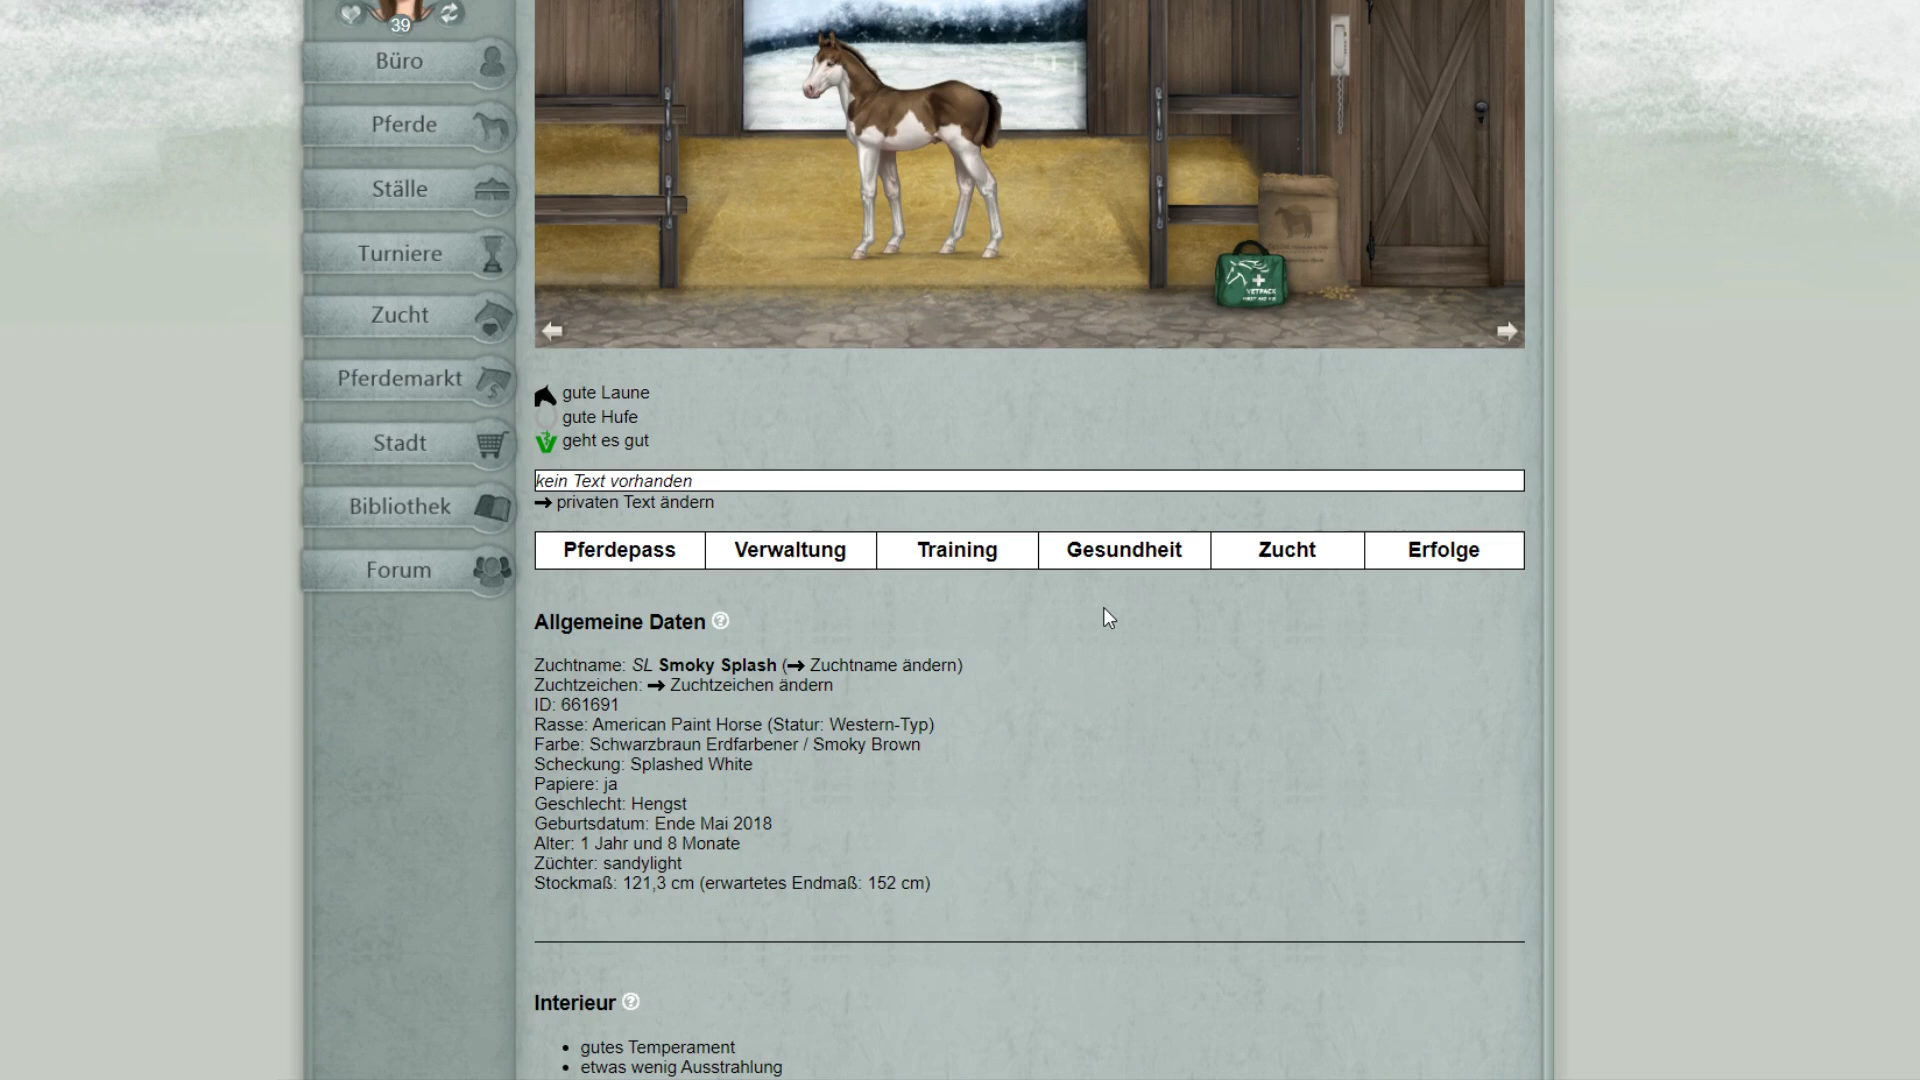 39
Büro
Pferde
Ställe
Turniere
Zucht
Pferdemarkt
Stadt
Bibliothek
Forum
VETPACK
gute Laune
gute Hufe
geht es gut
kein Text vorhanden
→ privaten Text ändern
Pferdepass Verwaltung Training Gesundheit Zucht Erfolge
Allgemeine Daten ?
Zuchtname: SL Smoky Splash (→ Zuchtname ändern)
Zuchtzeichen: → Zuchtzeichen ändern
ID: 661691
Rasse: American Paint Horse (Statur: Western-Typ)
Farbe: Schwarzbraun Erdfarbener / Smoky Brown
Scheckung: Splashed White
Papiere: ja
Geschlecht: Hengst
Geburtsdatum: Ende Mai 2018
Alter: 1 Jahr und 8 Monate
Züchter: sandylight
Stockmaß: 121,3 cm (erwartetes Endmaß: 152 cm)
Interieur ?
• gutes Temperament
• etwas wenig Ausstrahlung